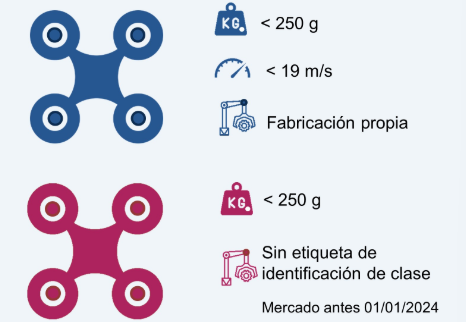 KG
< 250 g
< 19 m/s
Fabricación propia
KG
< 250 g
Sin etiqueta de
identificación de clase
Mercado antes 01/01/2024